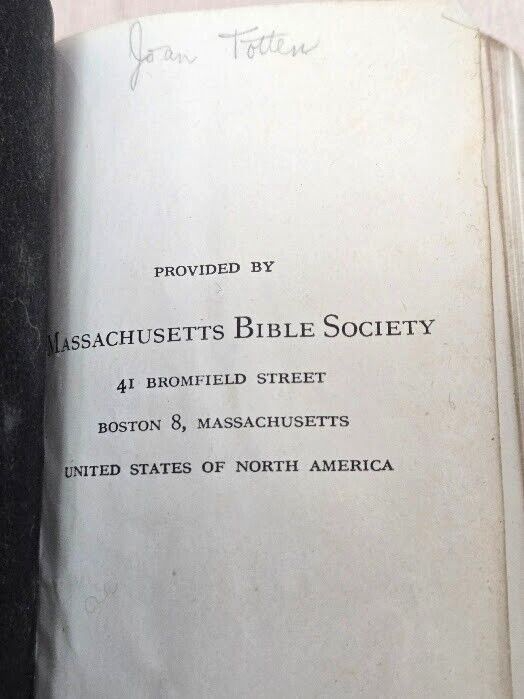 Joan Totten
PROVIDED BY
MASSACHUSETTS BIBLE SOCIETY
41 BROMFIELD STREET
BOSTON 8, MASSACHUSETTS
UNITED STATES OF NORTH AMERICA